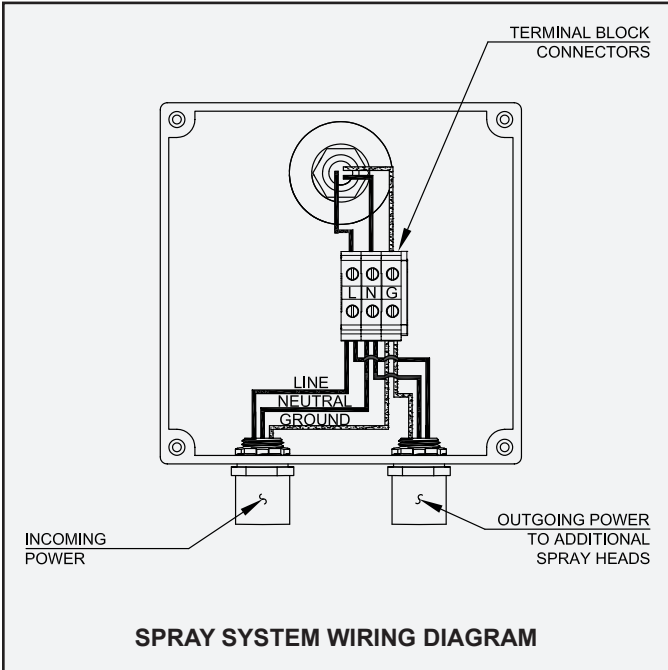 TERMINAL BLOCK
CONNECTORS
L N G
LINE
NEUTRAL
GROUND
INCOMING
POWER
OUTGOING POWER
TO ADDITIONAL
SPRAY HEADS
SPRAY SYSTEM WIRING DIAGRAM